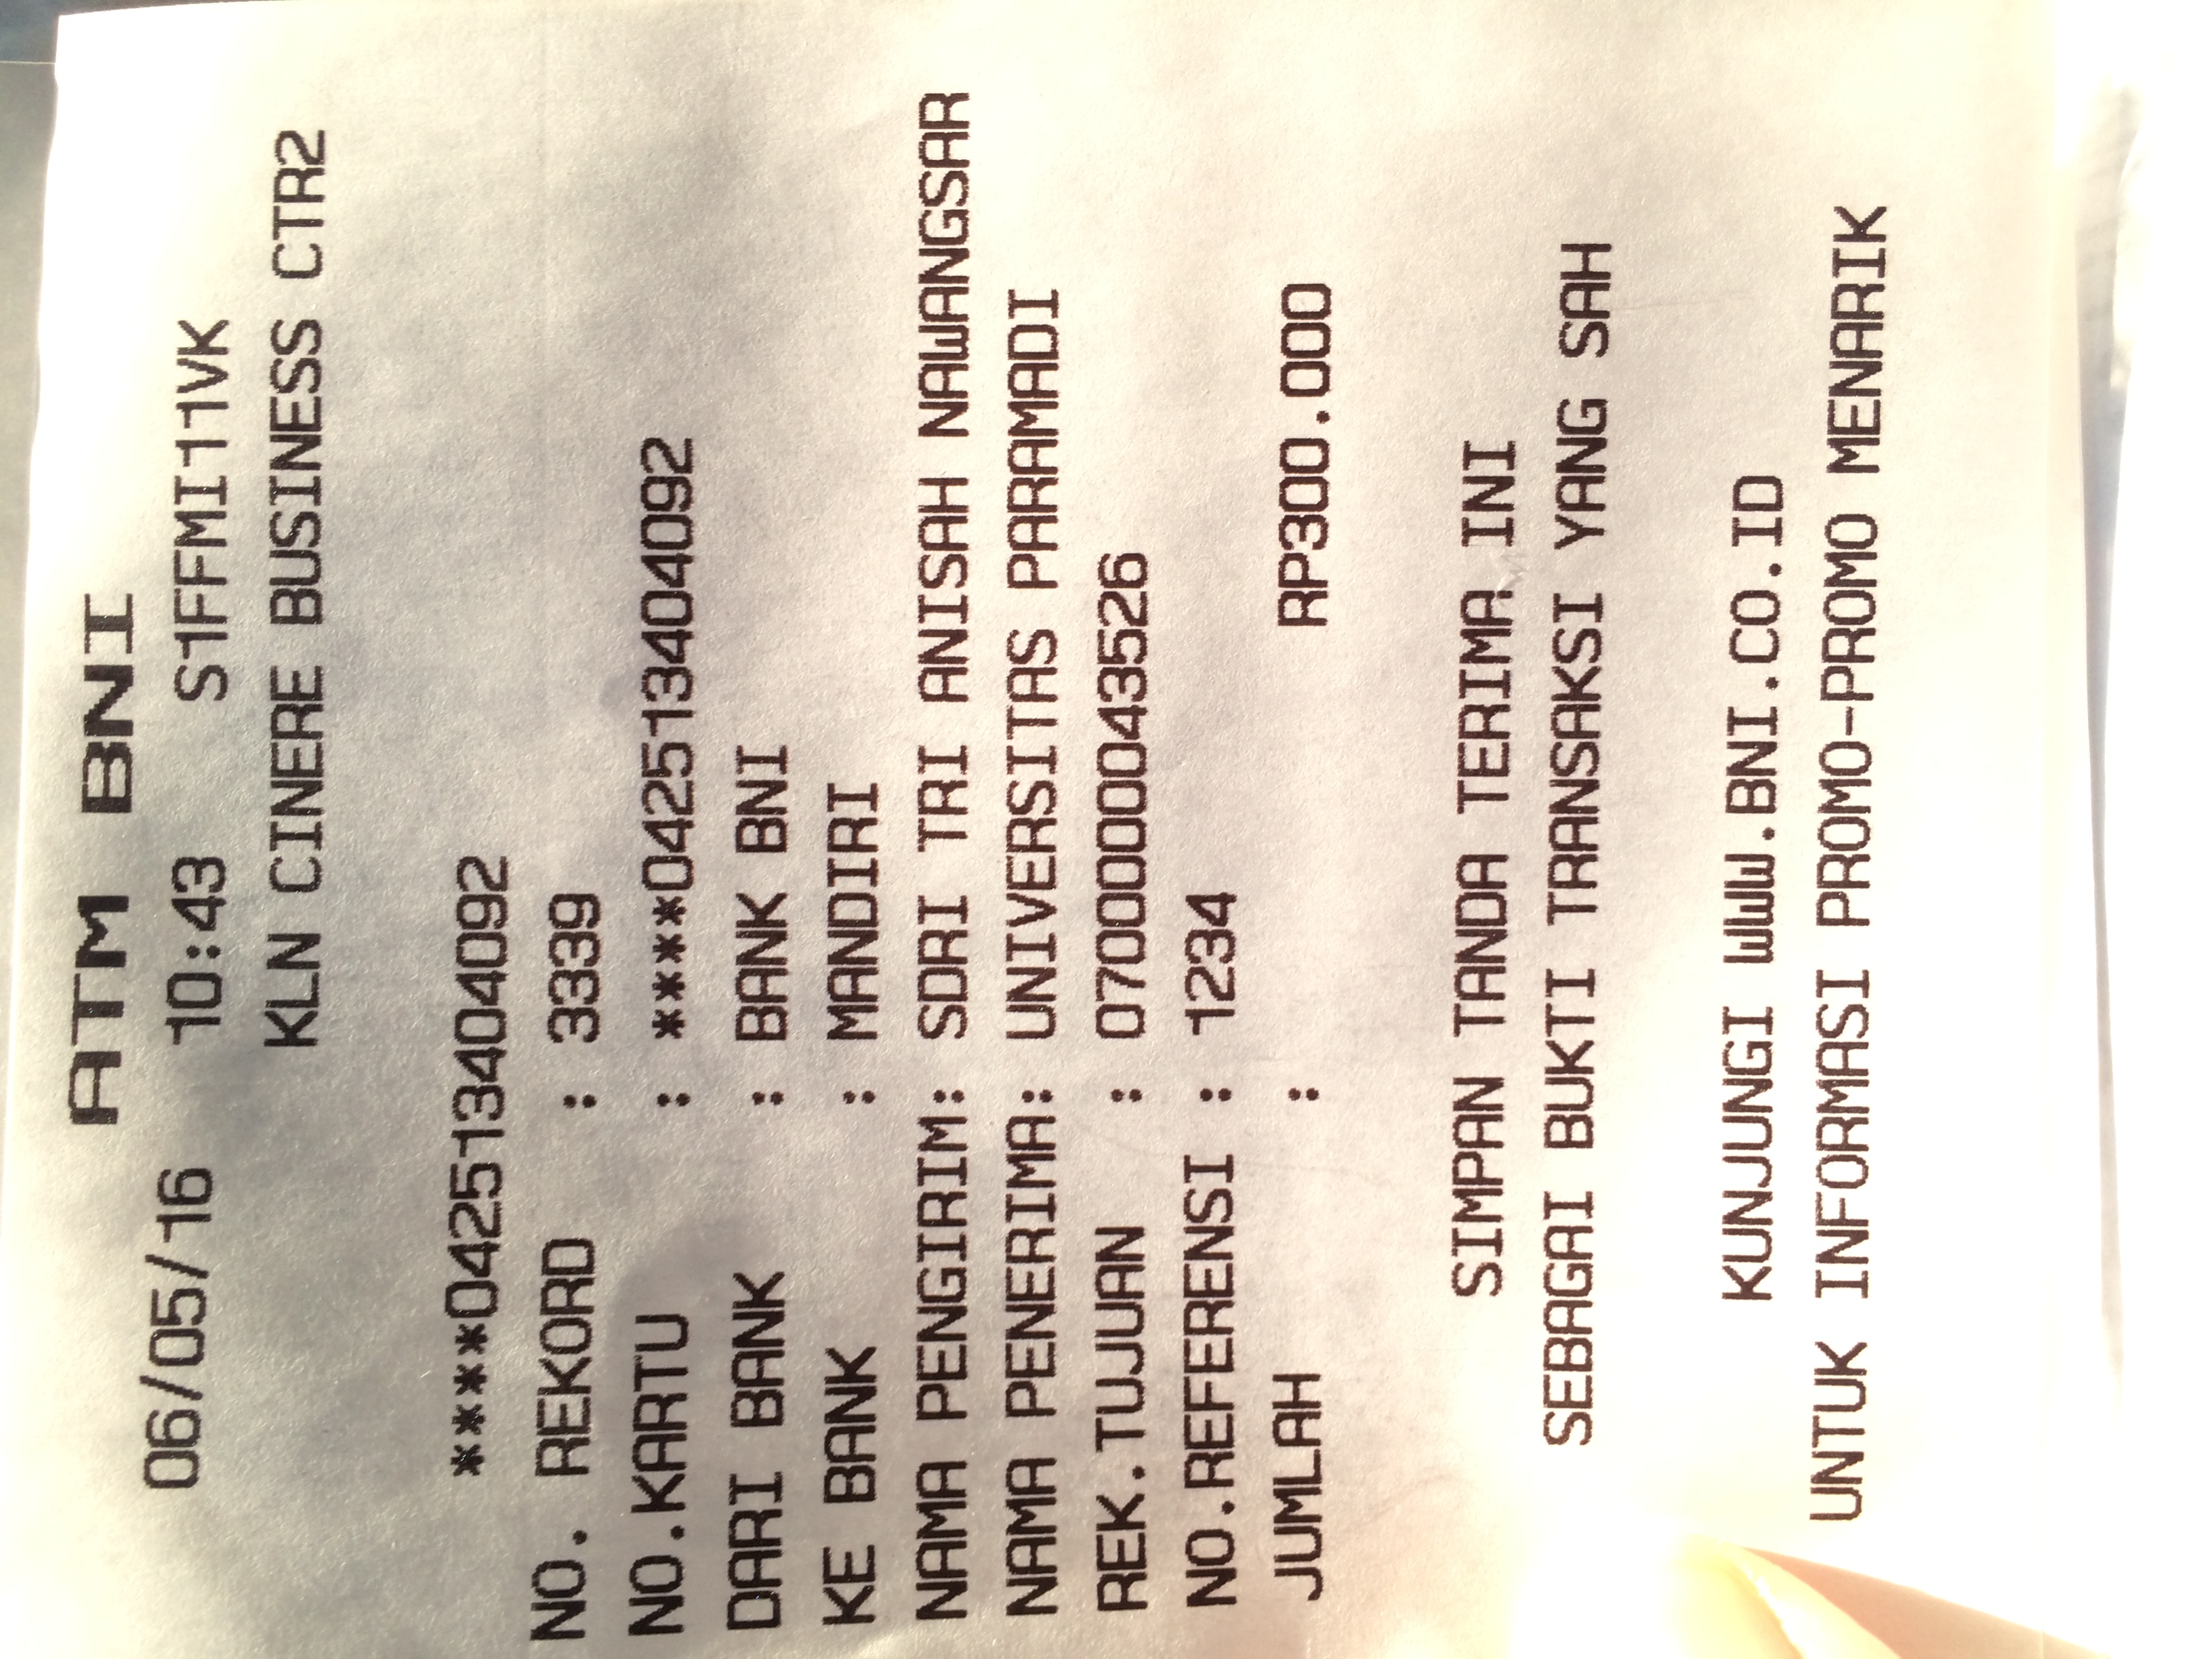 ATM BNI
06/05/16 10:43 S1FFMI11VK
KLN CINERE BUSINESS CTR2
****042513404092
NO. REKORD : 3339
NO.KARTU : ****042513404092
DARI BANK : BANK BNI
KE BANK : MANDIRI
NAMA PENGIRIM: SDRI TRI ANISAH NAWANGSAR
NAMA PENERIMA: UNIVERSITAS PARAMADI
REK.TUJUAN : 0700000043526
NO.REFERENSI : 1234
JUMLAH : RP300.000
SIMPAN TANDA TERIMA INI
SEBAGAI BUKTI TRANSAKSI YANG SAH
KUNJUNGI WWW.BNI.CO.ID
UNTUK INFORMASI PROMO-PROMO MENARIK